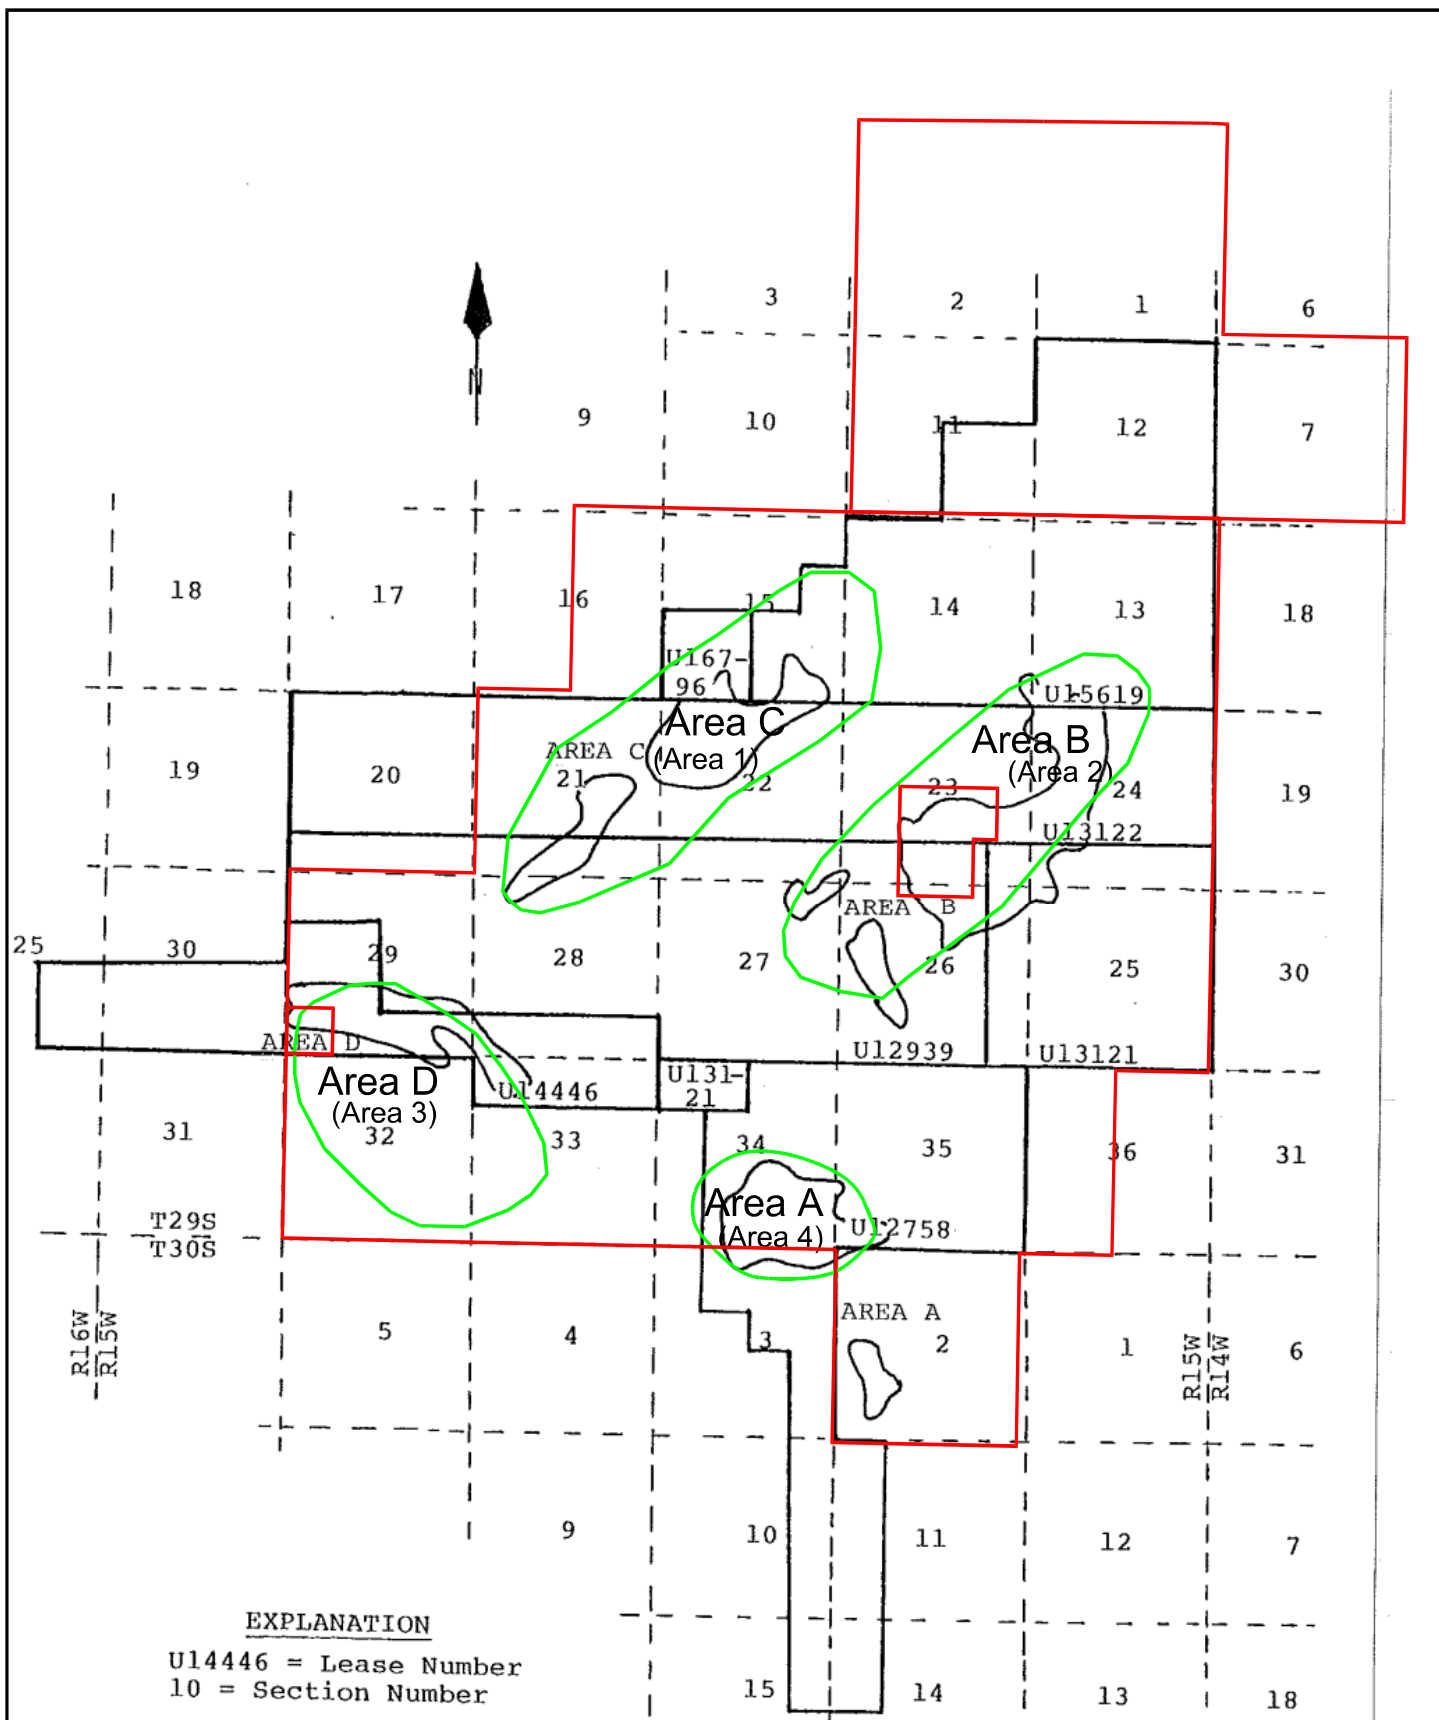 3 2 1 6
9 10 11 12 7
N
18 17 16 15 14 13 18
U167-
96
U15619
Area C
(Area 1)
AREA C
Area B
(Area 2)
19 20 21 22 23 24 19
U13122
AREA B
25 30 29 28 27 26 25 30
AREA D
U12939 U13121
Area D
(Area 3)
U14446
U131-
21
31 32 33 34 35 36 31
Area A
(Area 4)
U12758
T29S
T30S
AREA A
R16W
R15W
R15W
R14W
5 4 3 2 1 6
9 10 11 12 7
EXPLANATION
U14446 = Lease Number
10 = Section Number
15 14 13 18